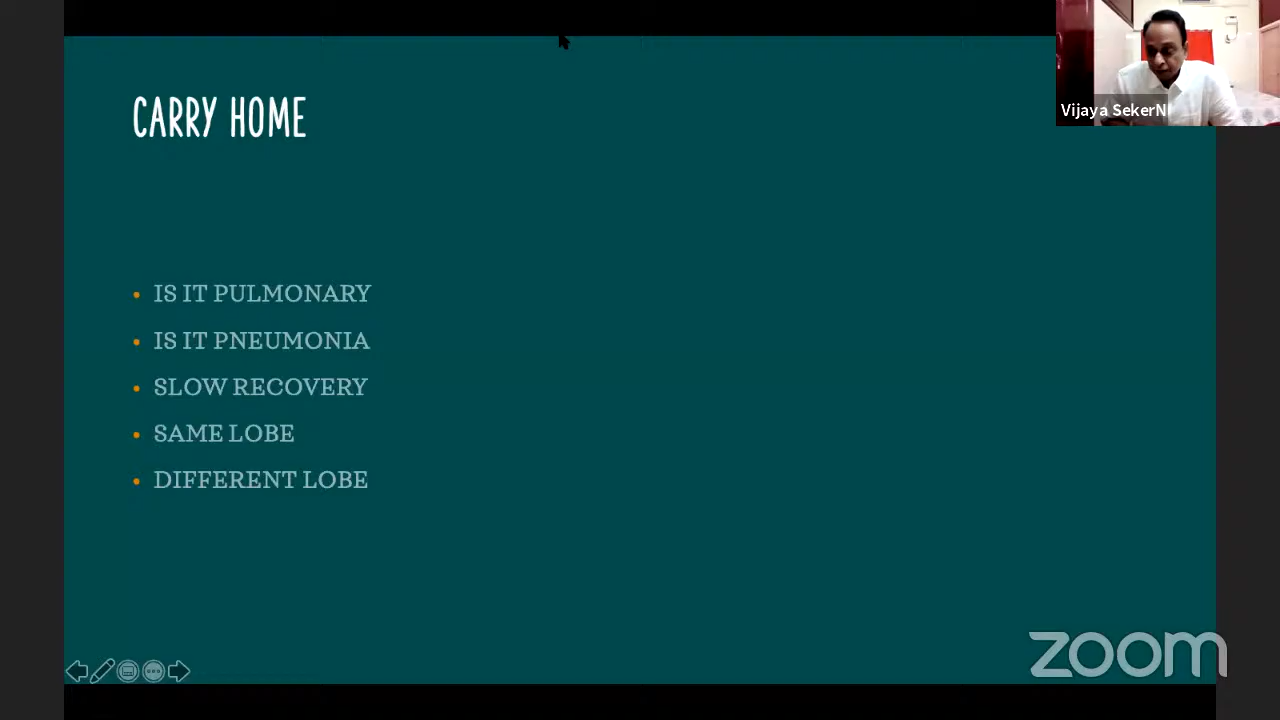 CARRY HOME
Vijaya SekerN
IS IT PULMONARY
IS IT PNEUMONIA
SLOW RECOVERY
SAME LOBE
DIFFERENT LOBE
zoom